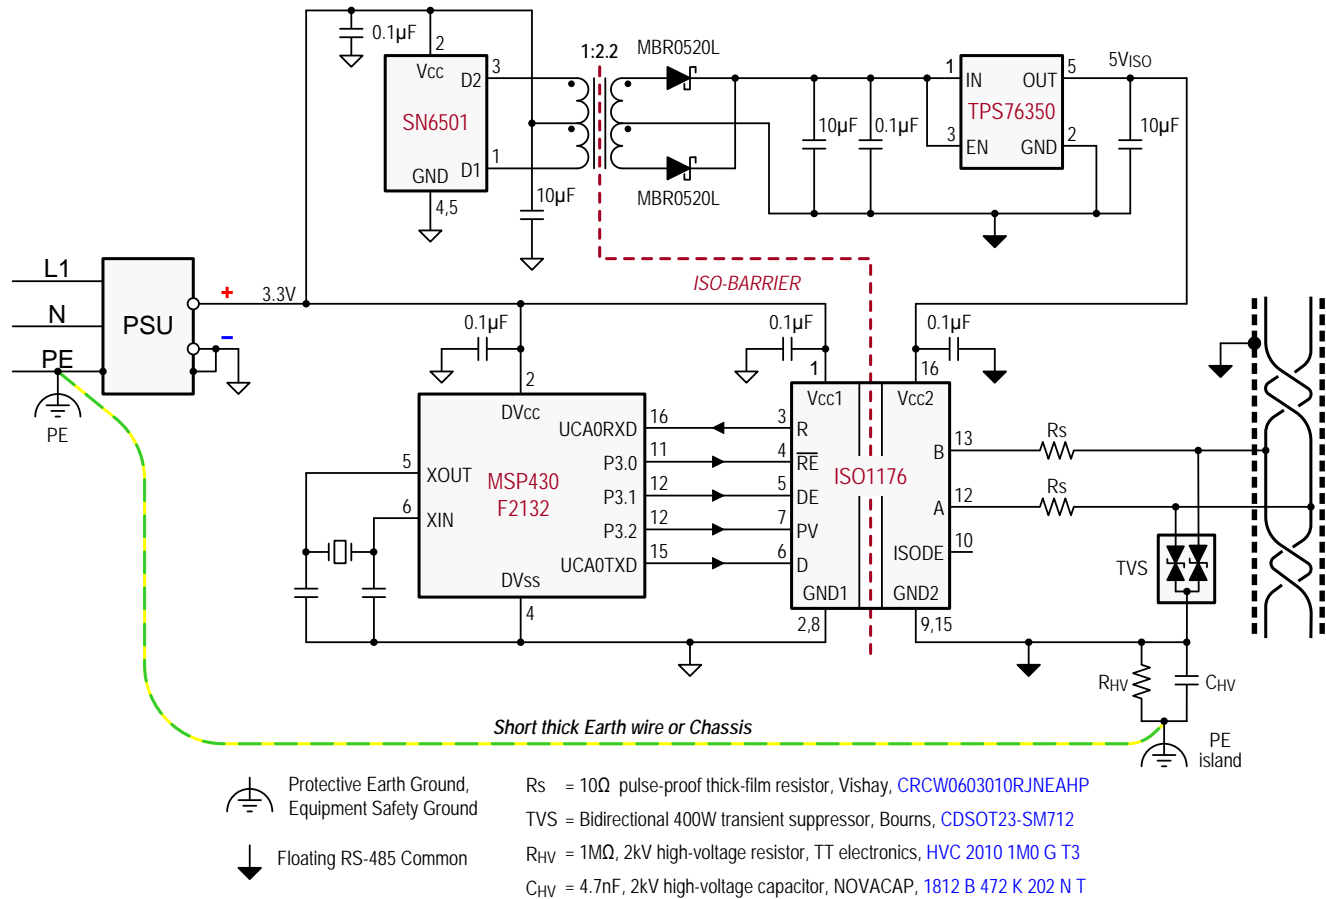 0.1µF
2
Vcc
3
D2
SN6501
1
D1
GND
4,5
10µF
1:2.2
MBR0520L
MBR0520L
10µF
0.1µF
1
IN
OUT
5
TPS76350
3
EN
GND
2
5VISO
10µF
ISO-BARRIER
L1
N
PE
PSU
+
–
3.3V
PE
0.1µF
2
DVcc
UCA0RXD
16
P3.0
11
P3.1
12
P3.2
12
UCA0TXD
15
5
XOUT
6
XIN
MSP430
F2132
DVss
4
0.1µF
1
Vcc1
3
R
4
RE
5
DE
7
PV
6
D
GND1
2,8
ISO1176
0.1µF
16
Vcc2
B
13
A
12
ISODE
10
GND2
9,15
Rs
Rs
TVS
RHV
CHV
Short thick Earth wire or Chassis
PE
island
Protective Earth Ground,
Equipment Safety Ground
Floating RS-485 Common
Rs = 10Ω pulse-proof thick-film resistor, Vishay, CRCW0603010RJNEAHP
TVS = Bidirectional 400W transient suppressor, Bourns, CDSOT23-SM712
RHV = 1MΩ, 2kV high-voltage resistor, TT electronics, HVC 2010 1M0 G T3
CHV = 4.7nF, 2kV high-voltage capacitor, NOVACAP, 1812 B 472 K 202 N T